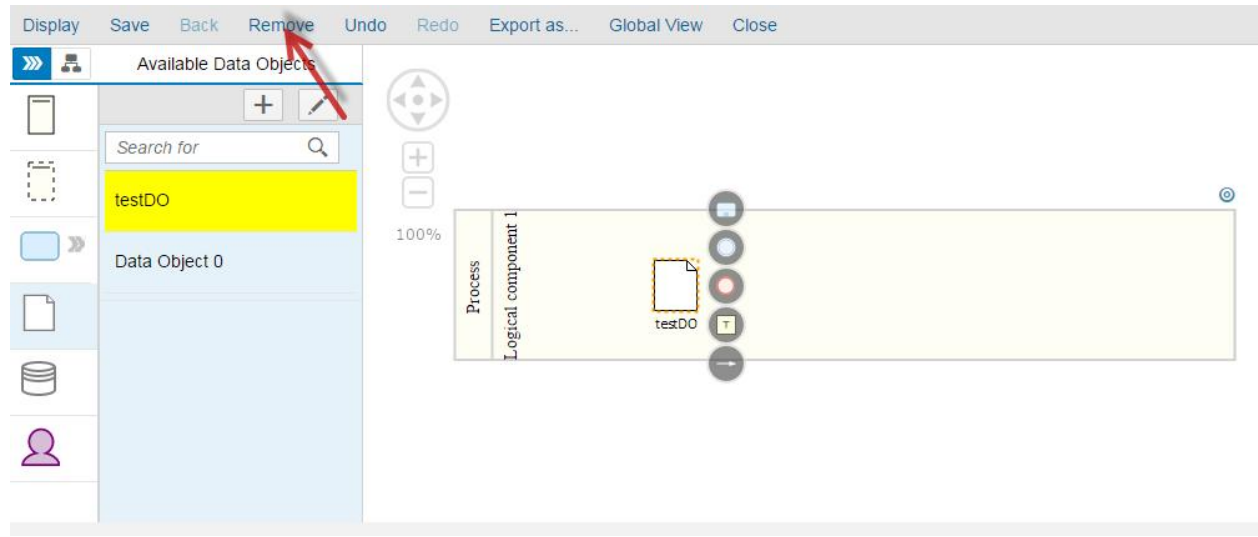 Display Save Back Remove Undo Redo Export as... Global View Close
Available Data Objects
Search for
testDO
Data Object 0
100%
Process
Logical component 1
testDO
T